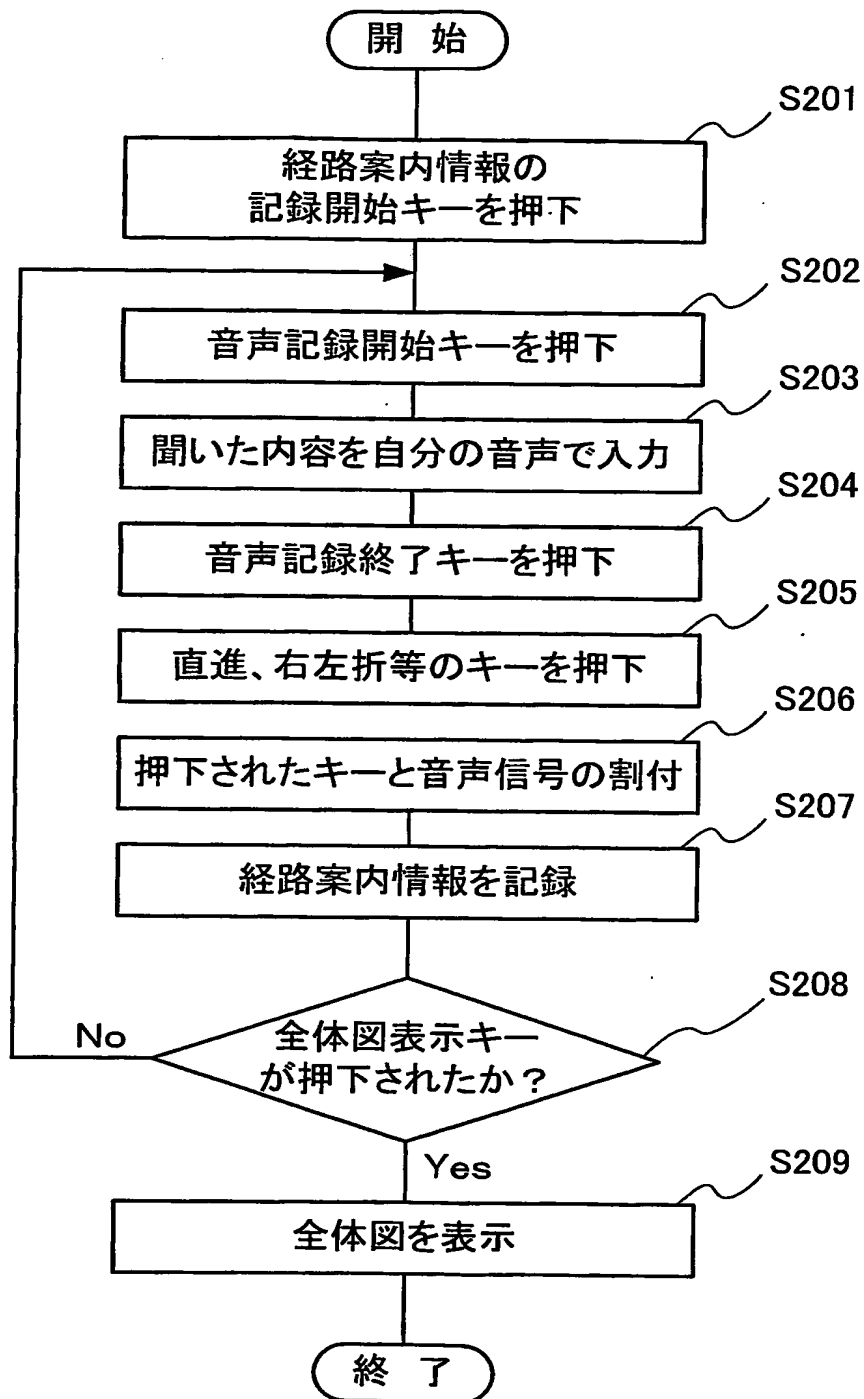 開 始
S201
経路案内情報の
記録開始キーを押下
S202
音声記録開始キーを押下
S203
聞いた内容を自分の音声で入力
S204
音声記録終了キーを押下
S205
直進、右左折等のキーを押下
S206
押下されたキーと音声信号の割付
S207
経路案内情報を記録
S208
全体図表示キー
が押下されたか？
No
Yes
S209
全体図を表示
終 了